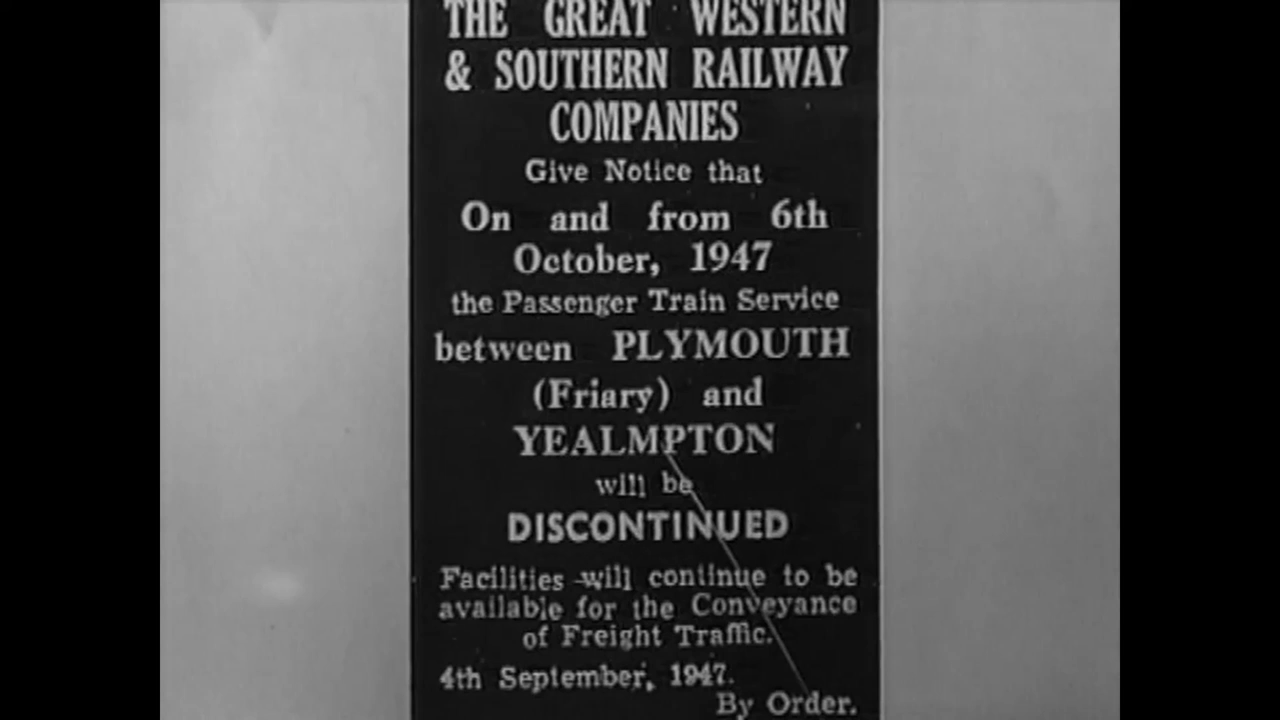 THE GREAT WESTERN
& SOUTHERN RAILWAY
COMPANIES
Give Notice that
On and from 6th
October, 1947
the Passenger Train Service
between PLYMOUTH
(Friary) and
YEALMPTON
will be
DISCONTINUED
Facilities will continue to be
available for the Conveyance
of Freight Traffic.
4th September, 1947.
By Order.